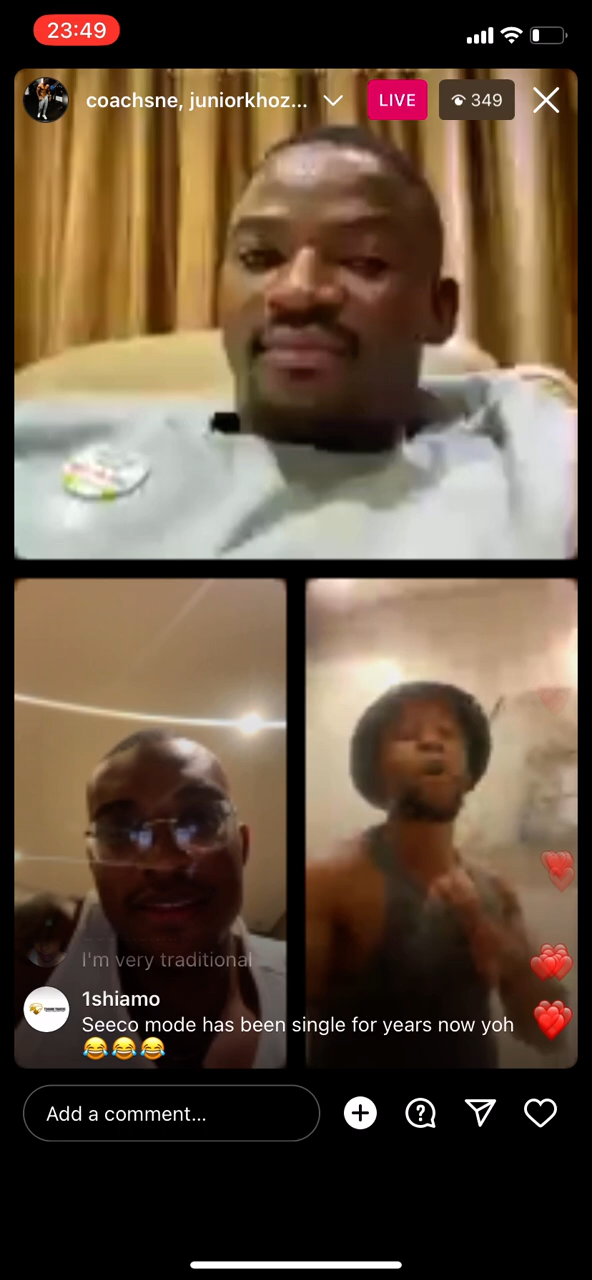 23:49
coachsne, juniorkhoz...
LIVE
349
I'm very traditional
1shiamo
Seeco mode has been single for years now yoh
😂😂😂
Add a comment...